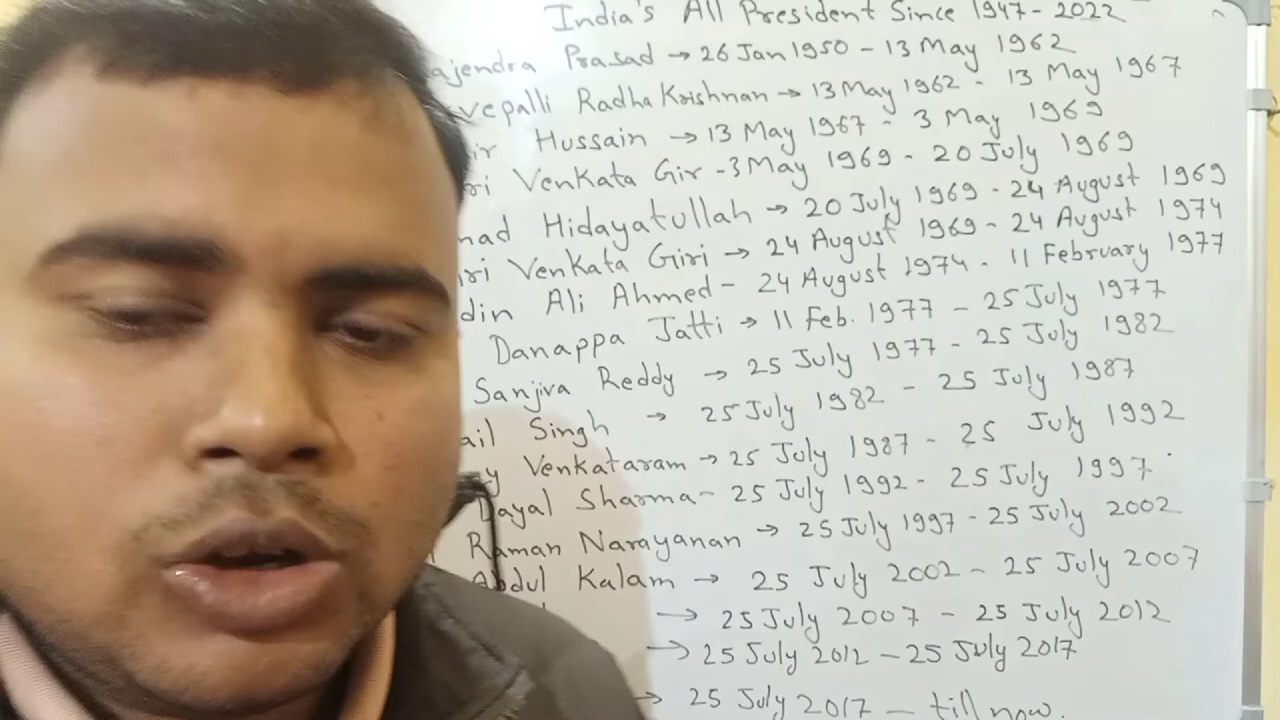 India's All President Since 1947- 2022
ajendra Prasad → 26 Jan 1950 - 13 May 1962
vepalli Radha Krishnan → 13 May 1962 - 13 May 1967
ir Hussain → 13 May 1967 - 3 May 1969
ri Venkata Gir - 3 May 1969 - 20 July 1969
mad Hidayatullah → 20 July 1969 - 24 August 1969
iri Venkata Giri → 24 August 1969 - 24 August 1974
din Ali Ahmed - 24 August 1974 - 11 February 1977
Danappa Jatti → 11 Feb. 1977 - 25 July 1977
Sanjiva Reddy → 25 July 1977 - 25 July 1982
ail Singh → 25 July 1982 - 25 July 1987
y Venkataram → 25 July 1987 - 25 July 1992
Dayal Sharma - 25 July 1992 - 25 July 1997
Raman Narayanan → 25 July 1997 - 25 July 2002
Abdul Kalam → 25 July 2002 - 25 July 2007
→ 25 July 2007 - 25 July 2012
→ 25 July 2012 - 25 July 2017
→ 25 July 2017 - till now.